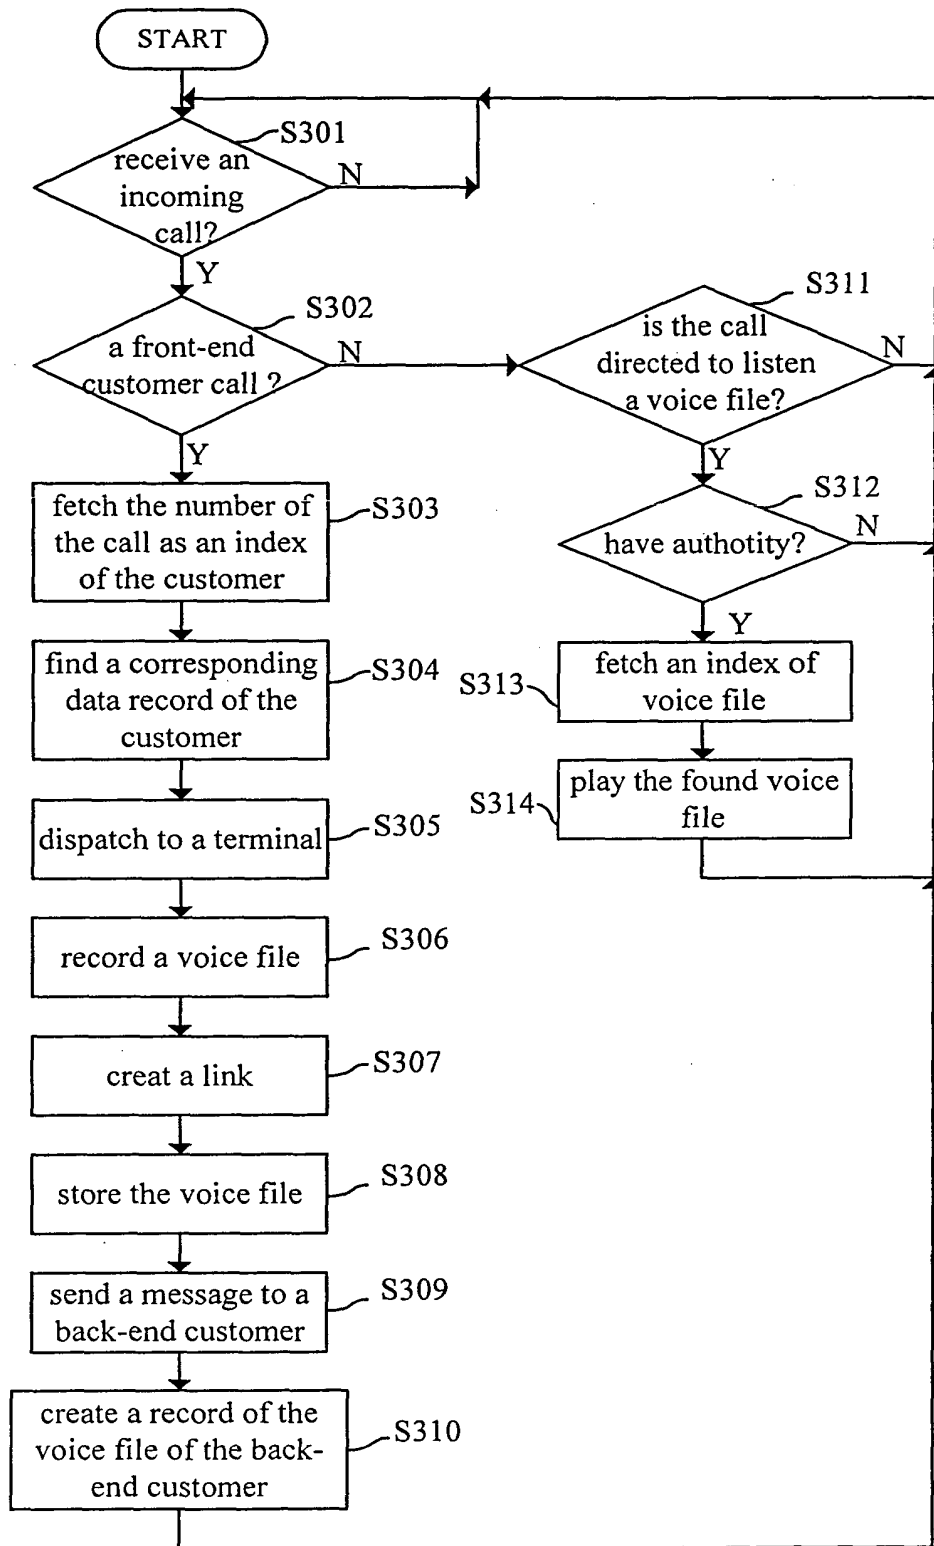 START
S301
receive an
incoming
call?
N
Y
S302
a front-end
customer call ?
N
Y
S311
is the call
directed to listen
a voice file?
N
Y
S312
have authotity?
N
Y
S303
fetch the number of
the call as an index
of the customer
S304
find a corresponding
data record of the
customer
S313
fetch an index of
voice file
S314
play the found voice
file
S305
dispatch to a terminal
S306
record a voice file
S307
creat a link
S308
store the voice file
S309
send a message to a
back-end customer
S310
create a record of the
voice file of the back-
end customer